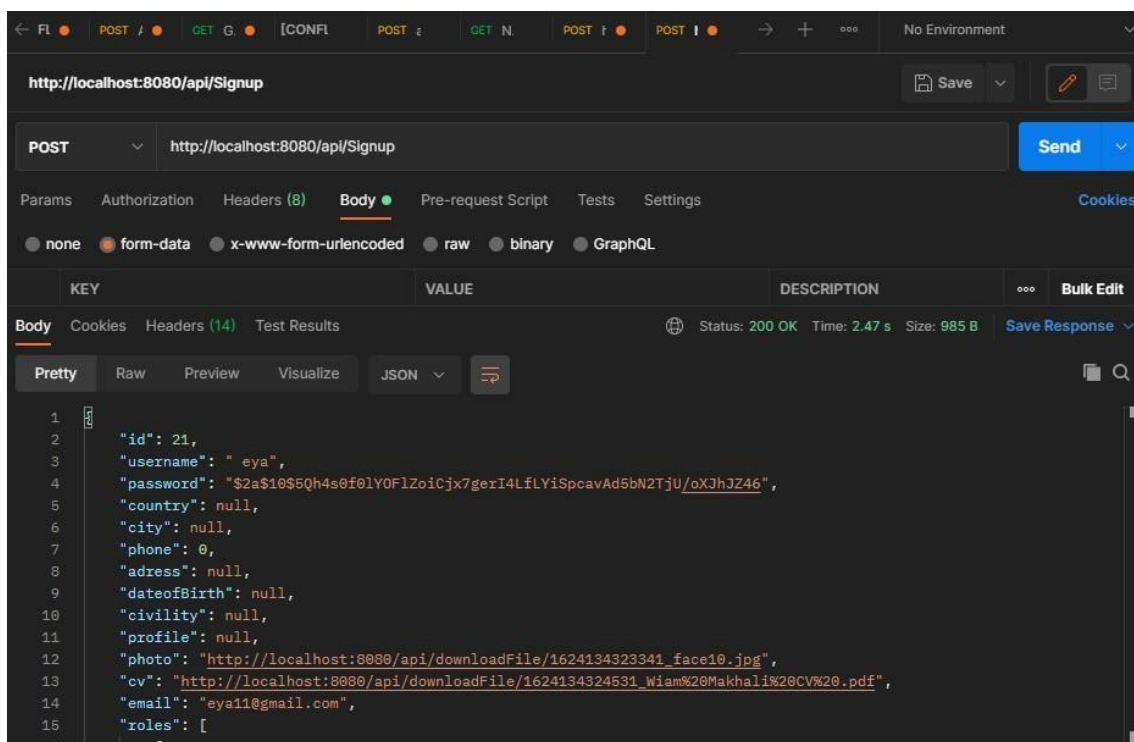 FL POST GET G. [CONFL POST GET N. POST POST No Environment
http://localhost:8080/api/Signup Save
POST http://localhost:8080/api/Signup Send
Params Authorization Headers (8) Body Pre-request Script Tests Settings Cookies
none form-data x-www-form-urlencoded raw binary GraphQL
KEY VALUE DESCRIPTION Bulk Edit
Body Cookies Headers (14) Test Results Status: 200 OK Time: 2.47 s Size: 985 B Save Response
Pretty Raw Preview Visualize JSON
1 {
2 "id": 21,
3 "username": " eya",
4 "password": "$2a$10$5Qh4s0f0lYOFlZoiCjx7gerI4LfLYiSpcavAd5bN2TjU/oXJhJZ46",
5 "country": null,
6 "city": null,
7 "phone": 0,
8 "adress": null,
9 "dateofBirth": null,
10 "civility": null,
11 "profile": null,
12 "photo": "http://localhost:8080/api/downloadFile/1624134323341_face10.jpg",
13 "cv": "http://localhost:8080/api/downloadFile/1624134324531_Wiam%20Makhali%20CV%20.pdf",
14 "email": "eya11@gmail.com",
15 "roles": [